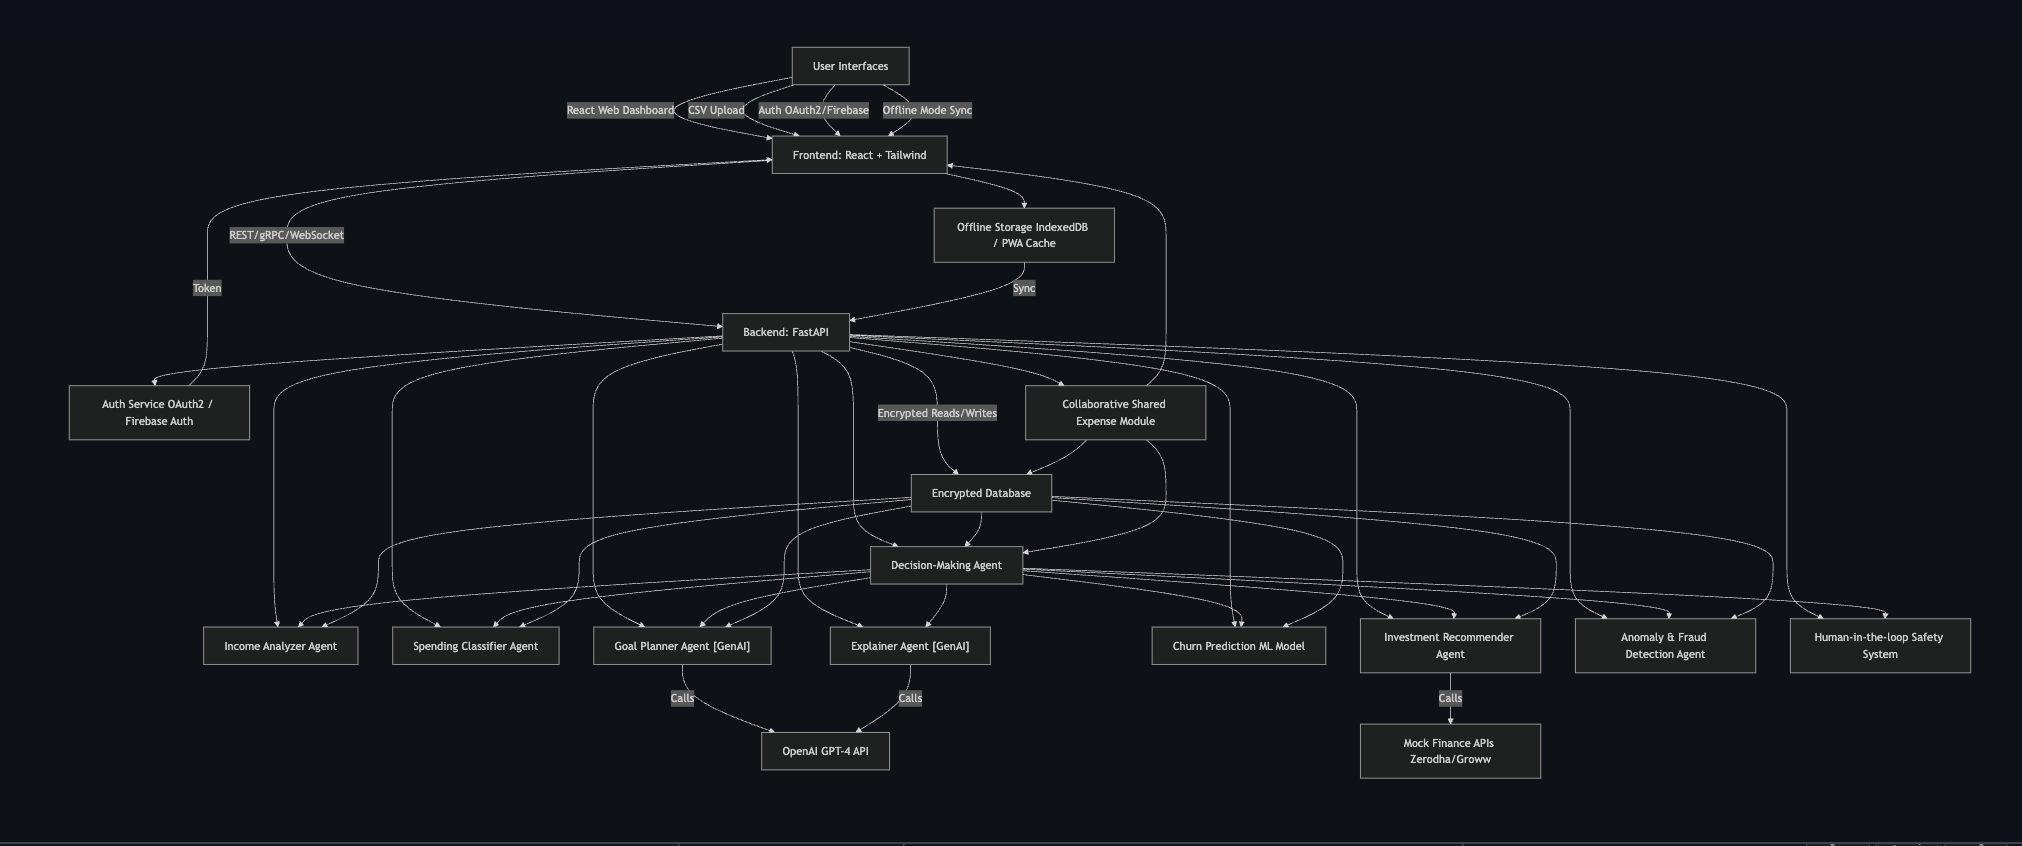 User Interfaces
React Web Dashboard
CSV Upload
Auth OAuth2/Firebase
Offline Mode Sync
Frontend: React + Tailwind
REST/gRPC/WebSocket
Offline Storage IndexedDB
/ PWA Cache
Token
Sync
Backend: FastAPI
Auth Service OAuth2 /
Firebase Auth
Encrypted Reads/Writes
Collaborative Shared
Expense Module
Encrypted Database
Decision-Making Agent
Income Analyzer Agent
Spending Classifier Agent
Goal Planner Agent [GenAI]
Explainer Agent [GenAI]
Churn Prediction ML Model
Investment Recommender
Agent
Anomaly & Fraud
Detection Agent
Human-in-the-loop Safety
System
Calls
Calls
Calls
OpenAI GPT-4 API
Mock Finance APIs
Zerodha/Groww